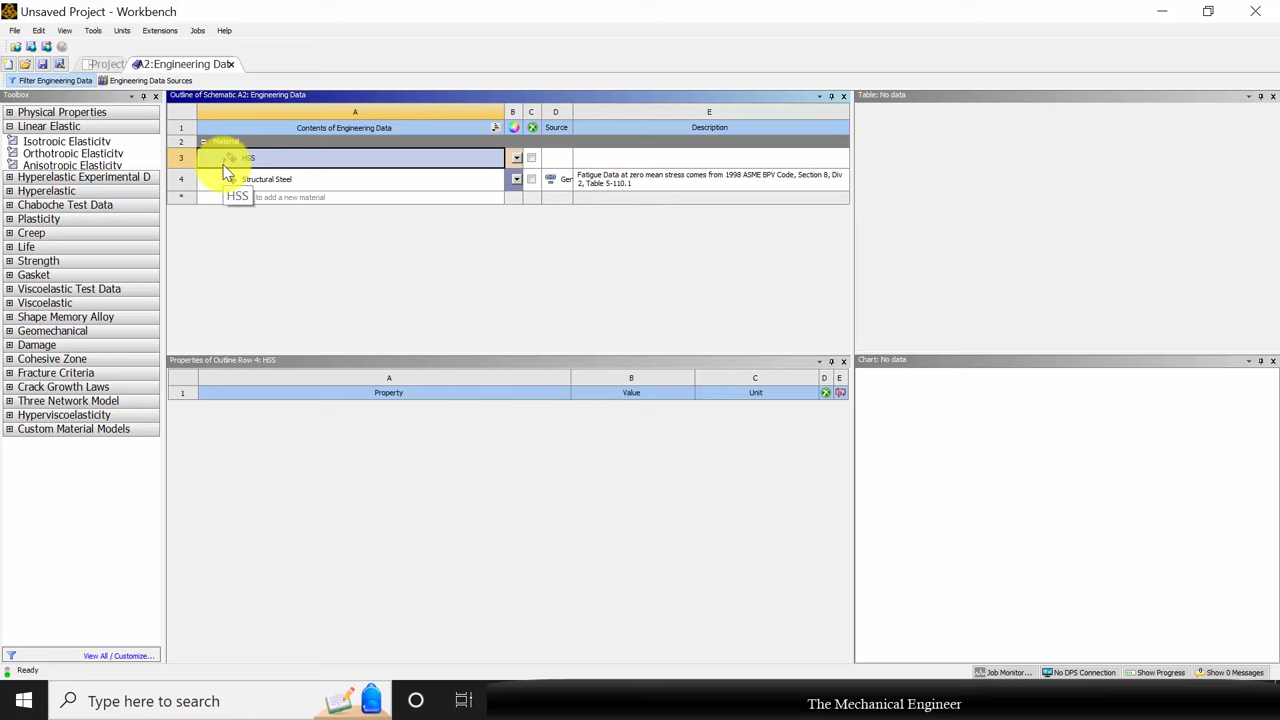 Unsaved Project - Workbench
File Edit View Tools Units Extensions Jobs Help
Project A2:Engineering Data
Filter Engineering Data Engineering Data Sources
Toolbox
Physical Properties
Linear Elastic
Isotropic Elasticity
Orthotropic Elasticity
Anisotropic Elasticity
Hyperelastic Experimental D
Hyperelastic
Chaboche Test Data
Plasticity
Creep
Life
Strength
Gasket
Viscoelastic Test Data
Viscoelastic
Shape Memory Alloy
Geomechanical
Damage
Cohesive Zone
Fracture Criteria
Crack Growth Laws
Three Network Model
Hyperviscoelasticity
Custom Material Models
View All / Customize...
Outline of Schematic A2: Engineering Data
A B C D E
1 Contents of Engineering Data Source Description
2 Material
3 HSS
4 Structural Steel Gen Fatigue Data at zero mean stress comes from 1998 ASME BPV Code, Section 8, Div
2, Table 5-110.1
* to add a new material
HSS
Properties of Outline Row 4: HSS
A B C D E
1 Property Value Unit
Table: No data
Chart: No data
Ready
Job Monitor... No DPS Connection Show Progress Show 0 Messages
Type here to search
The Mechanical Engineer